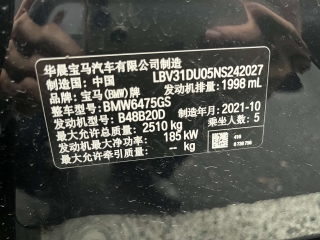 华晨宝马汽车有限公司制造
制造国：中国 LBV31DU05NS242027
品牌：宝马(BMW)牌 发动机排量：1998 mL
整车型号：BMW6475GS
发动机型号：B48B20D 制造年月：2021-10
最大允许总质量：2510 kg 乘坐人数：5
发动机最大净功率：185 kW
最大允许牵引质量：-- kg